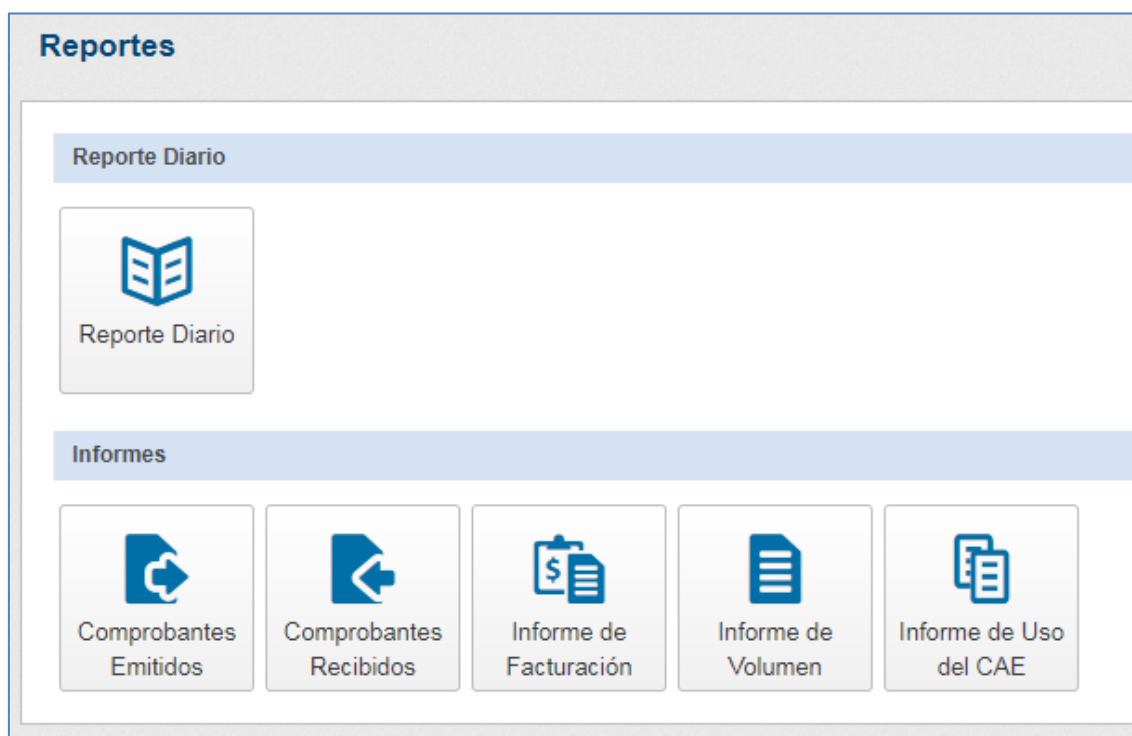 Reportes
Reporte Diario
Reporte Diario
Informes
Comprobantes
Emitidos
Comprobantes
Recibidos
$
Informe de
Facturación
Informe de
Volumen
Informe de Uso
del CAE